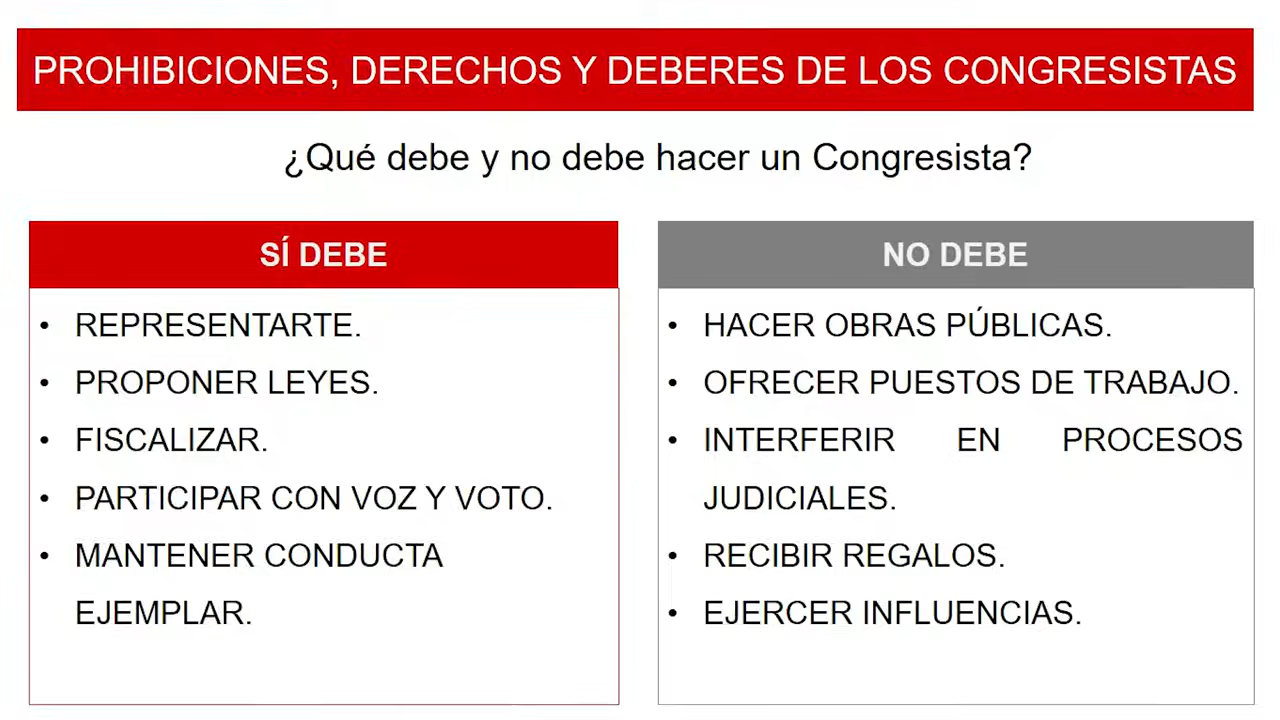 PROHIBICIONES, DERECHOS Y DEBERES DE LOS CONGRESISTAS
¿Qué debe y no debe hacer un Congresista?
SÍ DEBE
• REPRESENTARTE.
• PROPONER LEYES.
• FISCALIZAR.
• PARTICIPAR CON VOZ Y VOTO.
• MANTENER CONDUCTA
EJEMPLAR.
NO DEBE
• HACER OBRAS PÚBLICAS.
• OFRECER PUESTOS DE TRABAJO.
• INTERFERIR EN PROCESOS
JUDICIALES.
• RECIBIR REGALOS.
• EJERCER INFLUENCIAS.